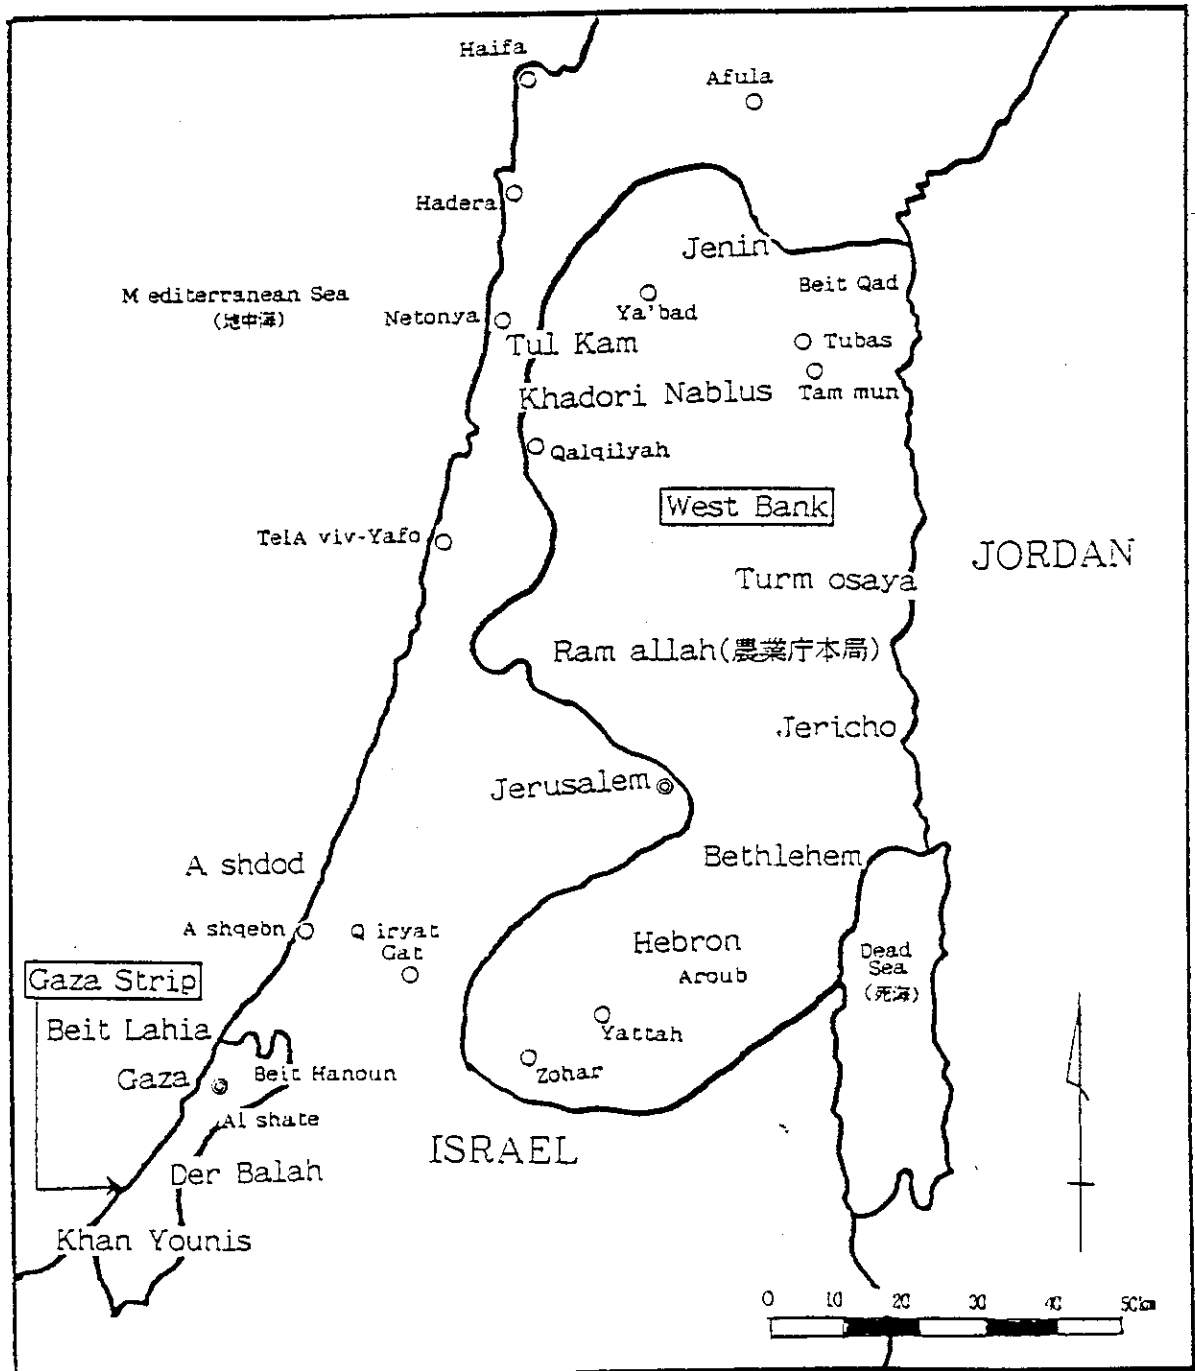 Haifa
Afula
Hadera
Jenin
Mediterranean Sea
(地中海)
Beit Qad
Ya'bad
Netonya
Tul Kam
Tubas
Khadori Nablus
Tam mun
Qalqilyah
West Bank
TelA viv-Yafo
JORDAN
Turm osaya
Ram allah(農業庁本局)
Jericho
Jerusalem
Bethlehem
A shdod
A shqebn
Q iryat
Gat
Hebron
Aroub
Dead
Sea
(死海)
Gaza Strip
Yattah
Beit Lahia
Zohar
Gaza
Beit Hanoun
Al shate
ISRAEL
Der Balah
Khan Younis
0 10 20 30 40 50km